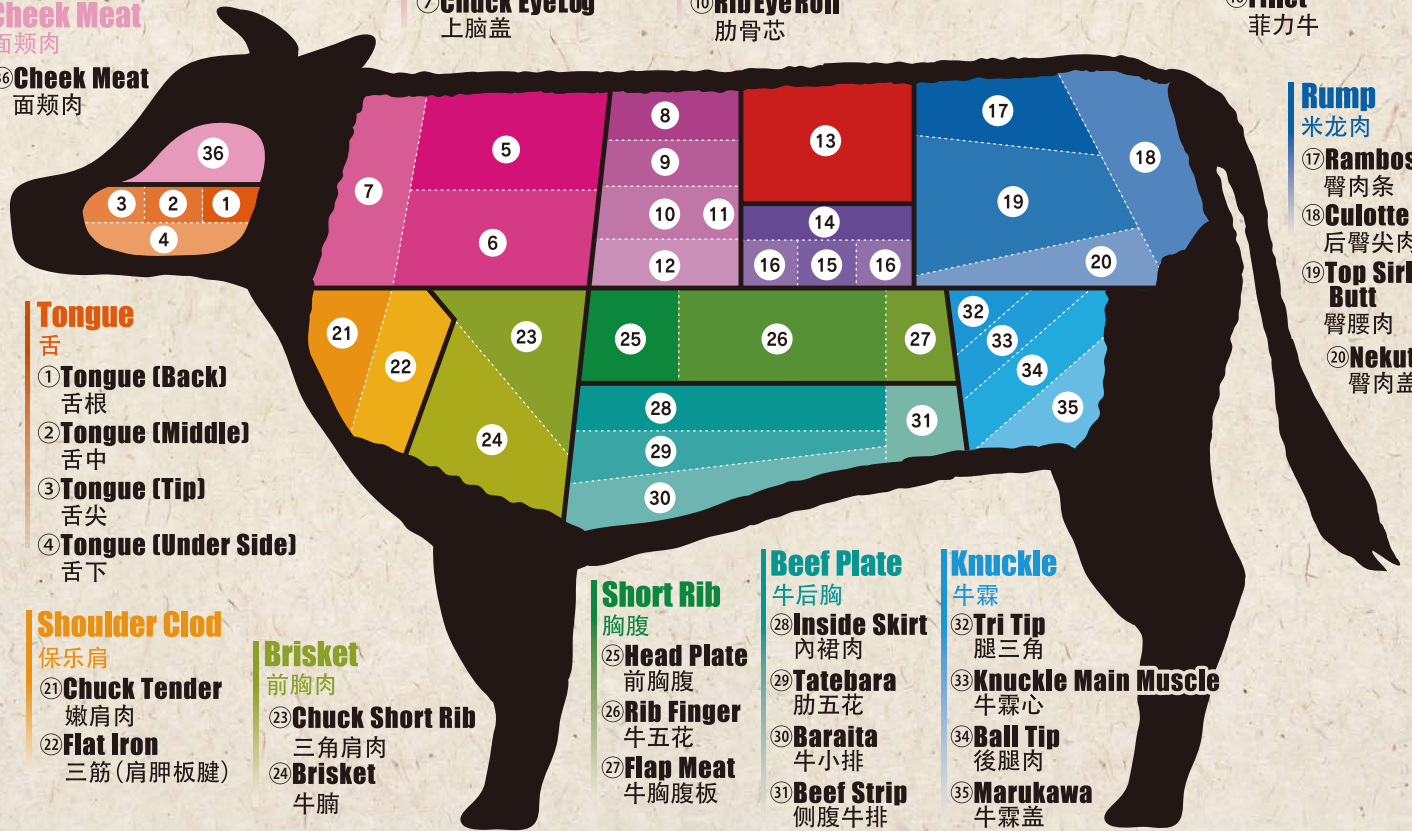 Cheek Meat
面颊肉
㊱Cheek Meat
面颊肉
⑦Chuck EyeLog
上脑盖
⑩RibEyeRoll
肋骨芯
Fillet
菲力牛
Rump
米龙肉
⑰Rambos
臀肉条
⑱Culotte
后臀尖肉
⑲Top Sirl
Butt
臀腰肉
⑳Nekut
臀肉盖
36
3
2
1
4
7
5
6
8
9
10
11
12
13
14
16
15
16
17
18
19
20
21
22
23
24
25
26
27
28
29
30
31
32
33
34
35
Tongue
舌
①Tongue (Back)
舌根
②Tongue (Middle)
舌中
③Tongue (Tip)
舌尖
④Tongue (Under Side)
舌下
Shoulder Clod
保乐肩
㉑Chuck Tender
嫩肩肉
㉒Flat Iron
三筋(肩胛板腱)
Brisket
前胸肉
㉓Chuck Short Rib
三角肩肉
㉔Brisket
牛腩
Short Rib
胸腹
㉕Head Plate
前胸腹
㉖Rib Finger
牛五花
㉗Flap Meat
牛胸腹板
Beef Plate
牛后胸
㉘Inside Skirt
內裙肉
㉙Tatebara
肋五花
㉚Baraita
牛小排
㉛Beef Strip
侧腹牛排
Knuckle
牛霖
㉜Tri Tip
腿三角
㉝Knuckle Main Muscle
牛霖心
㉞Ball Tip
後腿肉
㉟Marukawa
牛霖盖